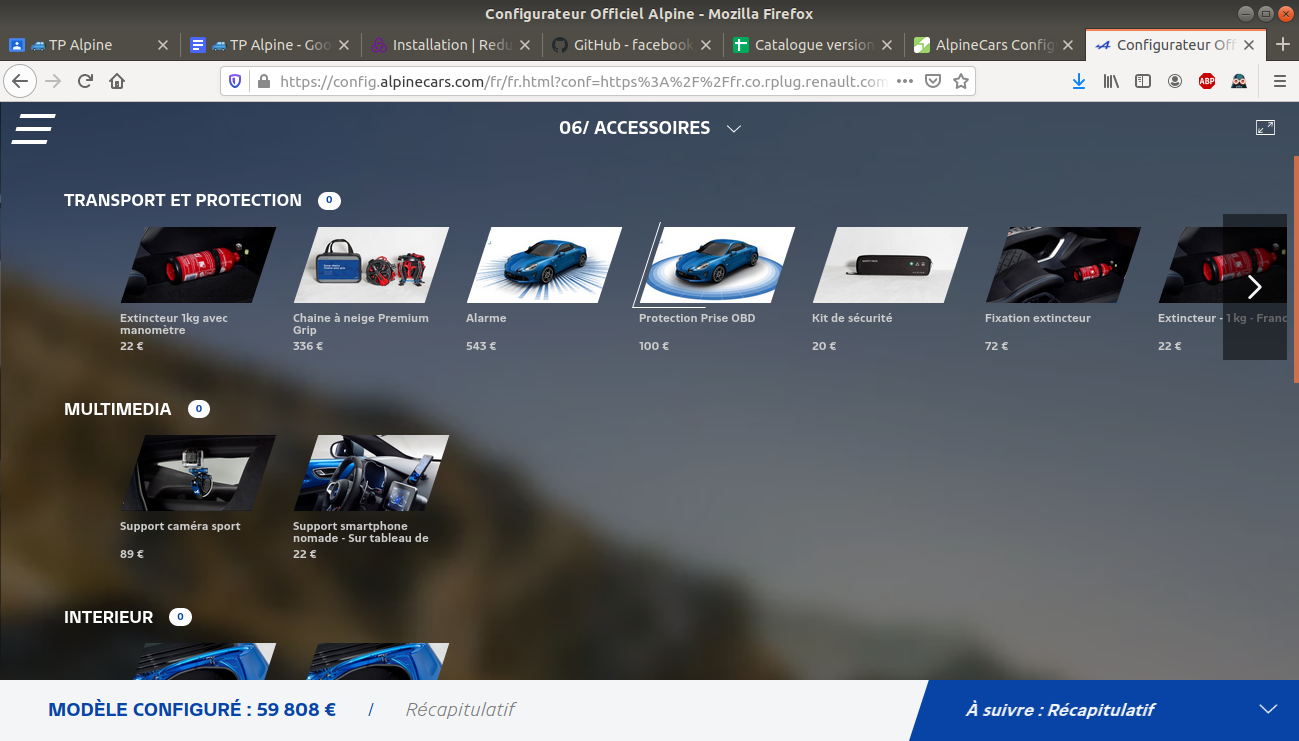 Configurateur Officiel Alpine - Mozilla Firefox
TP Alpine
TP Alpine - Goo
Installation | Redu
GitHub - facebook
Catalogue version
AlpineCars Config
Configurateur Off
https://config.alpinecars.com/fr/fr.html?conf=https%3A%2F%2Ffr.co.rplug.renault.com
ABP
06/ ACCESSOIRES
TRANSPORT ET PROTECTION 0
Extincteur 1kg avec manomètre
22 €
Chaine à neige Premium Grip
336 €
Alarme
543 €
Protection Prise OBD
100 €
Kit de sécurité
20 €
Fixation extincteur
72 €
Extincteur - 1 kg - Franc
22 €
MULTIMEDIA 0
Support caméra sport
89 €
Support smartphone nomade - Sur tableau de
22 €
INTERIEUR 0
MODÈLE CONFIGURÉ : 59 808 € / Récapitulatif
À suivre : Récapitulatif